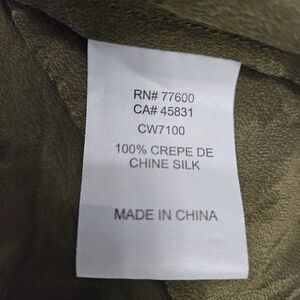 RN# 77600
CA# 45831
CW7100
100% CREPE DE
CHINE SILK
MADE IN CHINA